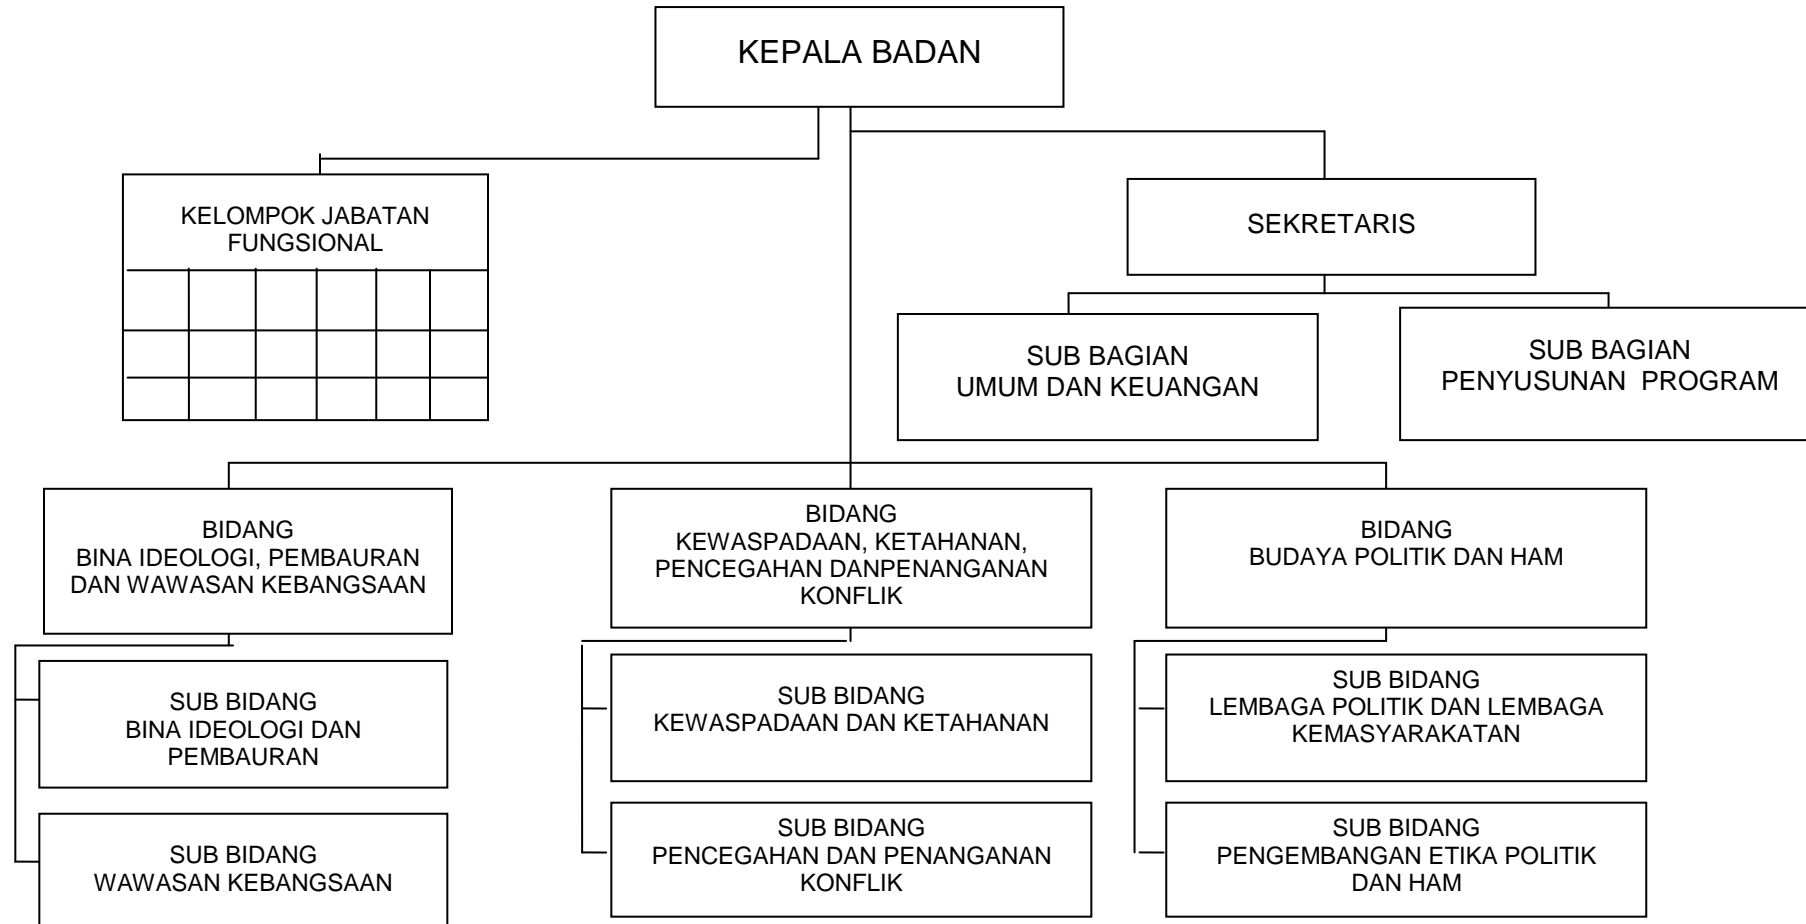 KEPALA BADAN
KELOMPOK JABATAN
FUNGSIONAL
SEKRETARIS
SUB BAGIAN
UMUM DAN KEUANGAN
SUB BAGIAN
PENYUSUNAN PROGRAM
BIDANG
BINA IDEOLOGI, PEMBAURAN
DAN WAWASAN KEBANGSAAN
BIDANG
KEWASPADAAN, KETAHANAN,
PENCEGAHAN DANPENANGANAN
KONFLIK
BIDANG
BUDAYA POLITIK DAN HAM
SUB BIDANG
BINA IDEOLOGI DAN
PEMBAURAN
SUB BIDANG
KEWASPADAAN DAN KETAHANAN
SUB BIDANG
LEMBAGA POLITIK DAN LEMBAGA
KEMASYARAKATAN
SUB BIDANG
WAWASAN KEBANGSAAN
SUB BIDANG
PENCEGAHAN DAN PENANGANAN
KONFLIK
SUB BIDANG
PENGEMBANGAN ETIKA POLITIK
DAN HAM